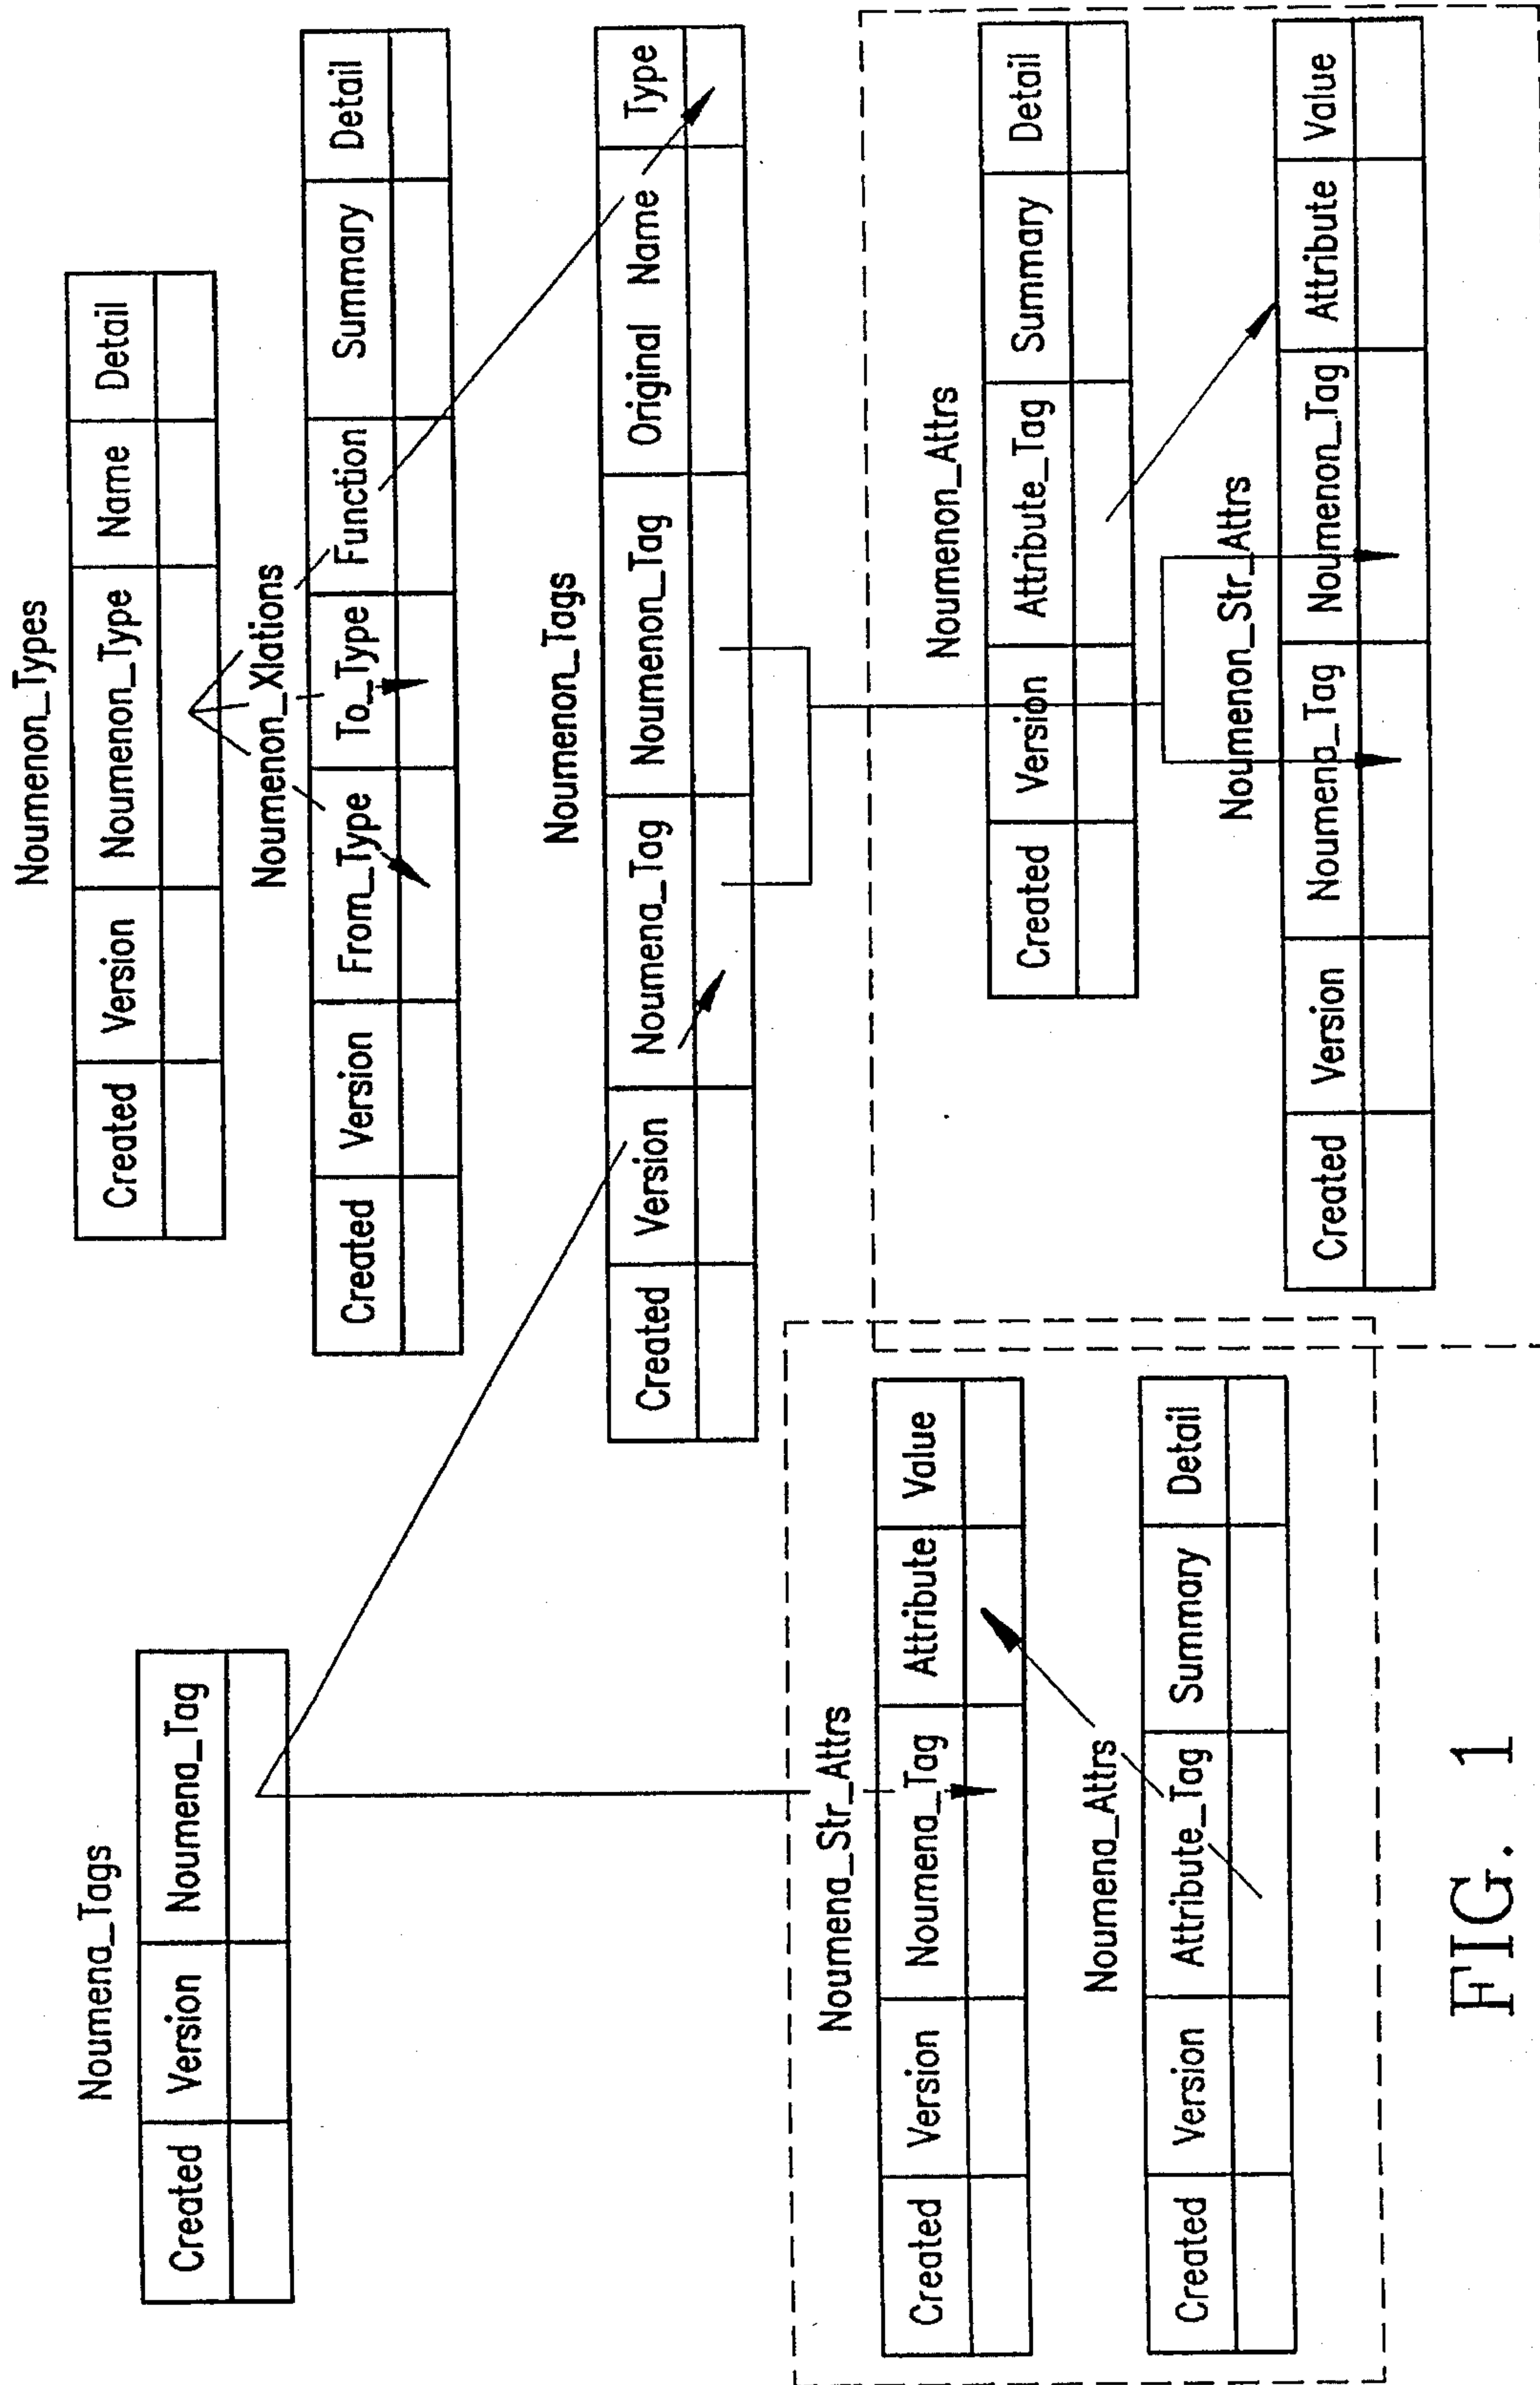 Noumena_Tags
Created Version Noumena_Tag
Noumenon_Types
Created Version Noumenon_Type Name Detail
Noumenon_Xlations
Created Version From_Type To_Type Function Summary Detail
Noumenon_Tags
Created Version Noumena_Tag Noumenon_Tag Original Name Type
Noumena_Str_Attrs
Created Version Noumena_Tag Attribute Value
Noumena_Attrs
Created Version Attribute_Tag Summary Detail
Noumenon_Attrs
Created Version Attribute_Tag Summary Detail
Noumenon_Str_Attrs
Created Version Noumena_Tag Noumenon_Tag Attribute Value
FIG. 1